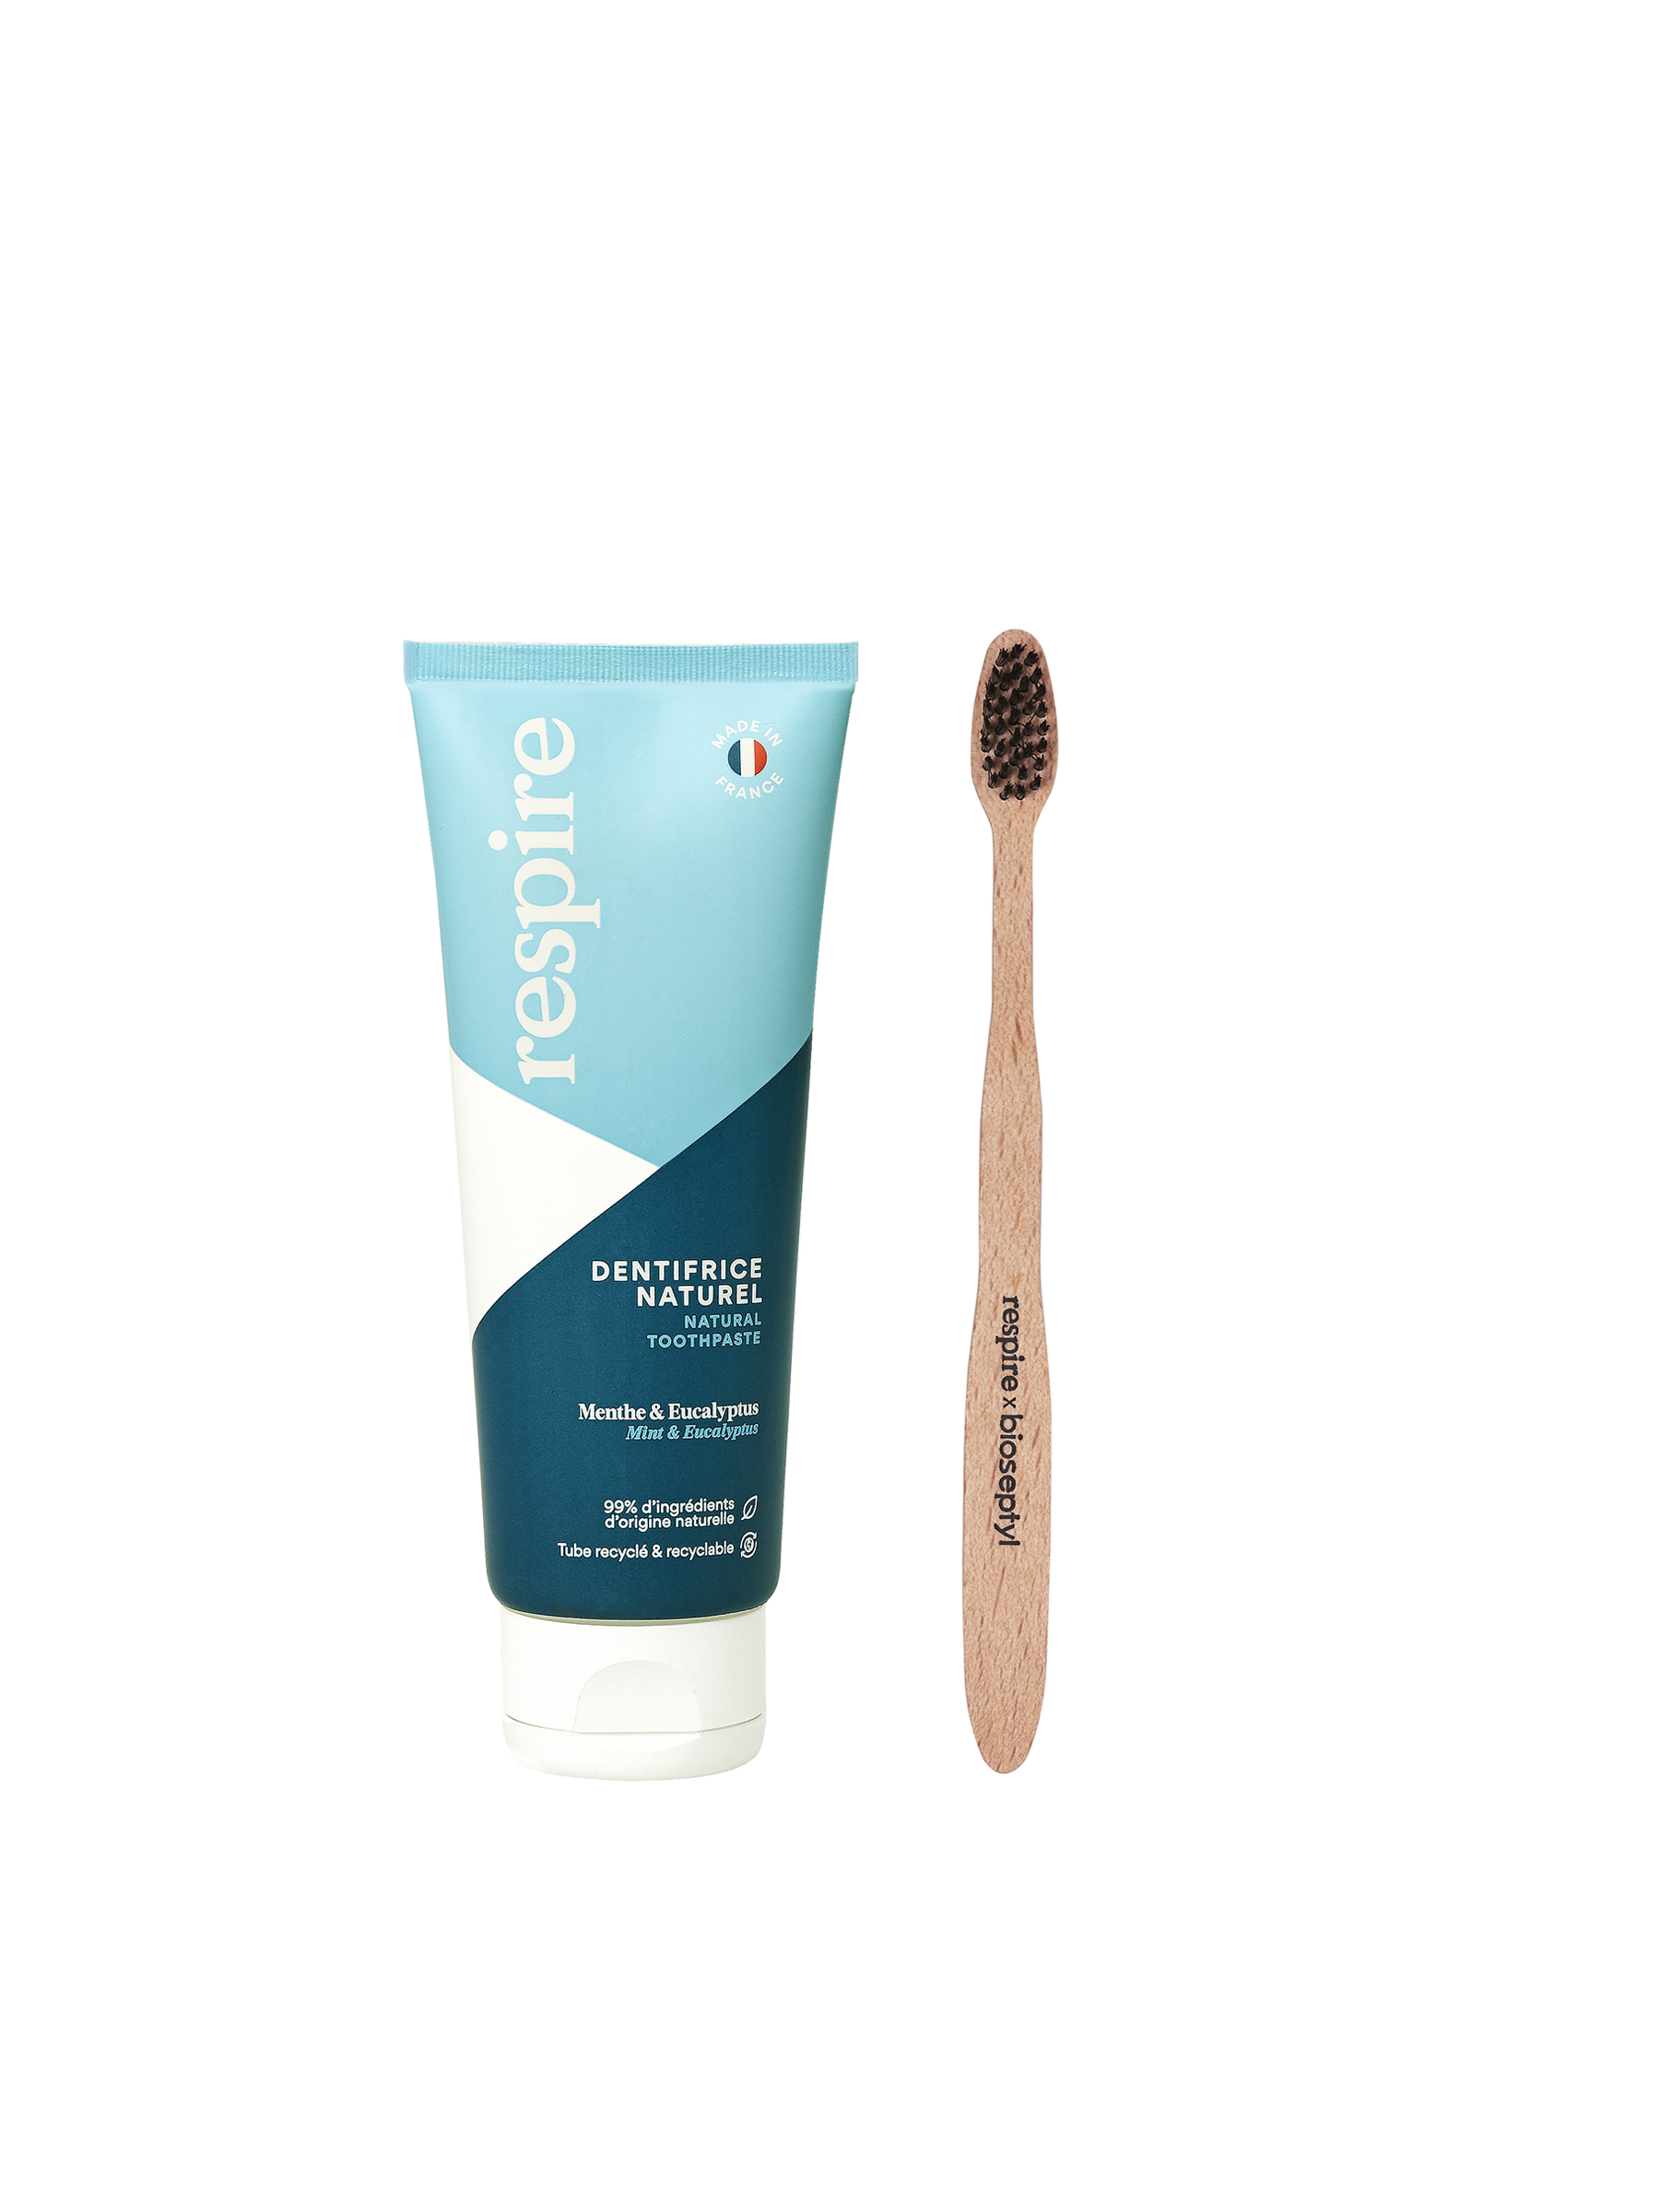 respire
MADE IN
FRANCE
DENTIFRICE
NATUREL
NATURAL
TOOTHPASTE
Menthe & Eucalyptus
Mint & Eucalyptus
99% d'ingrédients
d'origine naturelle
Tube recyclé & recyclable
respire x bioseptyl